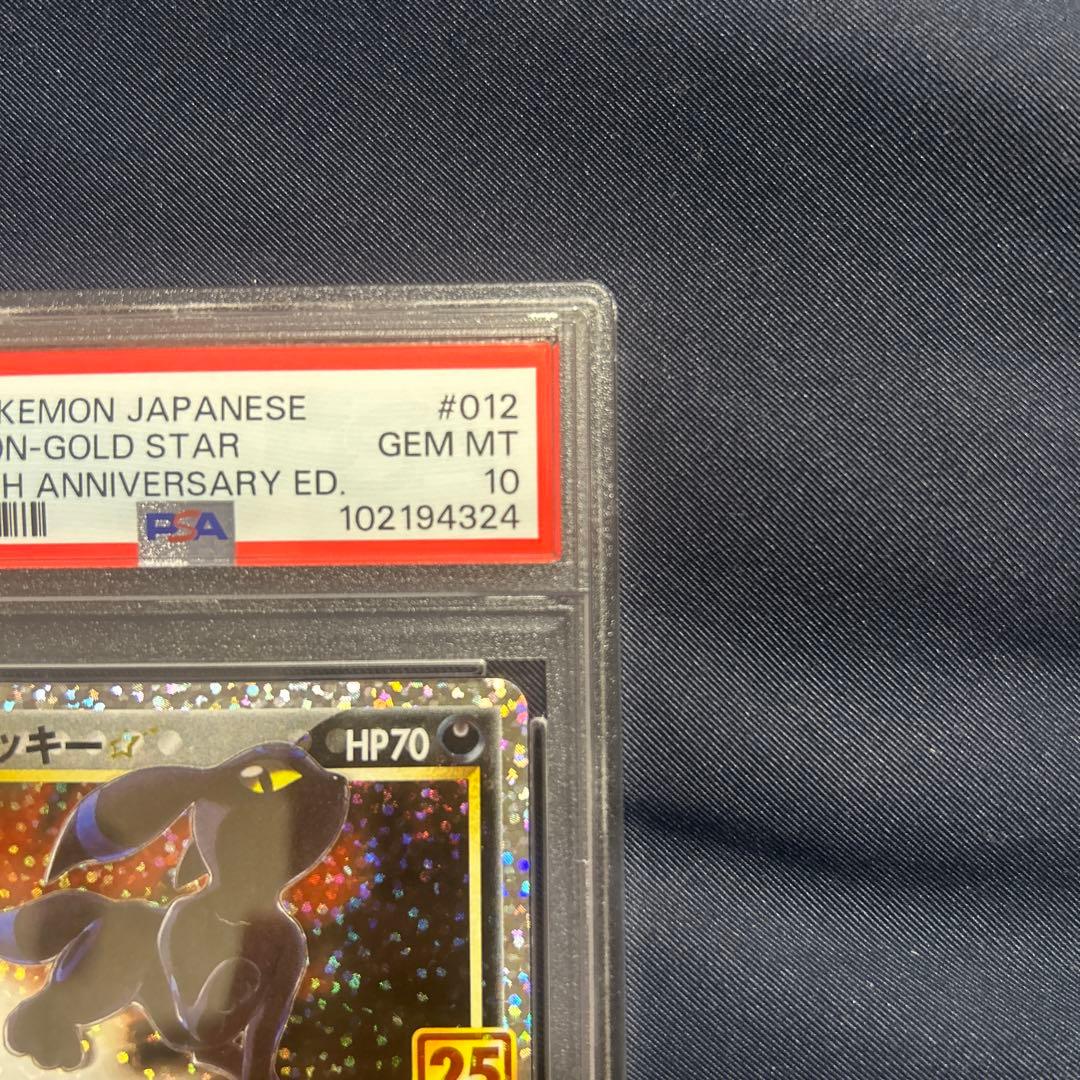 KEMON JAPANESE #012
ON-GOLD STAR GEM MT
H ANNIVERSARY ED. 10
PSA 102194324
ッキー☆ HP70
25